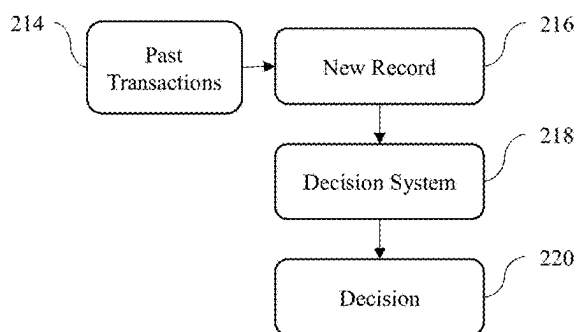 214
Past
Transactions
New Record
216
Decision System
218
Decision
220